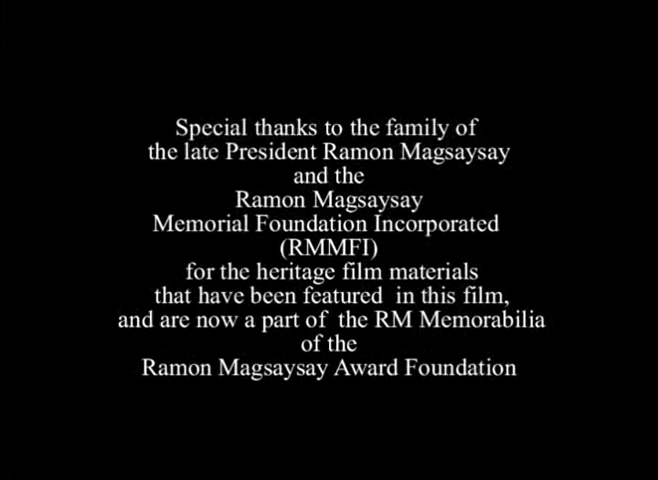 Special thanks to the family of
the late President Ramon Magsaysay
and the
Ramon Magsaysay
Memorial Foundation Incorporated
(RMMFI)
for the heritage film materials
that have been featured in this film,
and are now a part of the RM Memorabilia
of the
Ramon Magsaysay Award Foundation